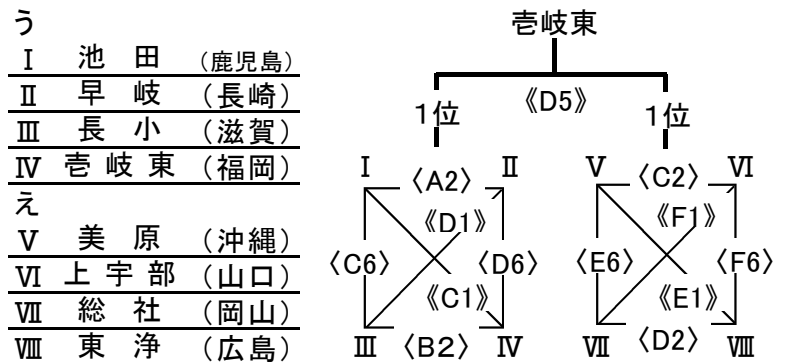 う
Ⅰ 池田 (鹿児島)
Ⅱ 早岐 (長崎)
Ⅲ 長小 (滋賀)
Ⅳ 壱岐東 (福岡)
え
Ⅴ 美原 (沖縄)
Ⅵ 上宇部 (山口)
Ⅶ 総社 (岡山)
Ⅷ 東浄 (広島)
壱岐東
《D5》
1位 1位
Ⅰ 〈A2〉 Ⅱ Ⅴ 〈C2〉 Ⅵ
《D1》 《F1》
〈C6〉 〈D6〉 〈E6〉 〈F6〉
《C1》 《E1》
Ⅲ 〈B2〉 Ⅳ Ⅶ 〈D2〉 Ⅷ